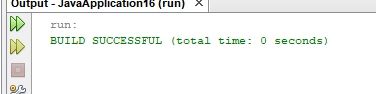 Output - JavaApplication16 (run)
run:
BUILD SUCCESSFUL (total time: 0 seconds)